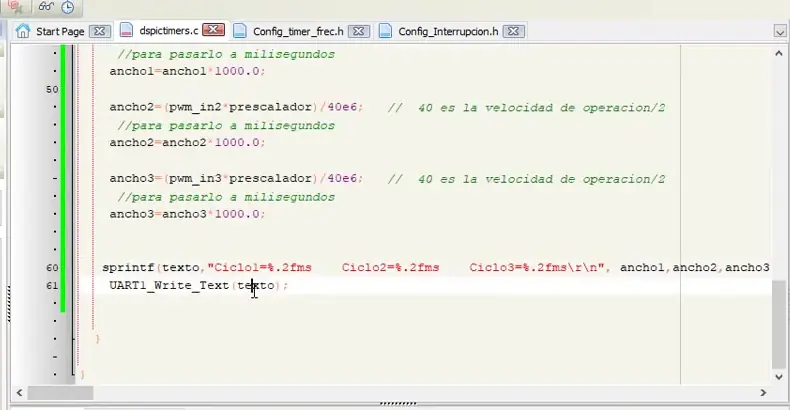 Start Page dspictimers.c Config_timer_frec.h Config_Interrupcion.h
//para pasarlo a milisegundos
ancho1=ancho1*1000.0;
50
ancho2=(pwm_in2*prescalador)/40e6; // 40 es la velocidad de operacion/2
//para pasarlo a milisegundos
ancho2=ancho2*1000.0;
ancho3=(pwm_in3*prescalador)/40e6; // 40 es la velocidad de operacion/2
//para pasarlo a milisegundos
ancho3=ancho3*1000.0;
60 sprintf(texto,"Ciclo1=%.2fms Ciclo2=%.2fms Ciclo3=%.2fms\r\n", ancho1,ancho2,ancho3
61 UART1_Write_Text(texto);
}
}